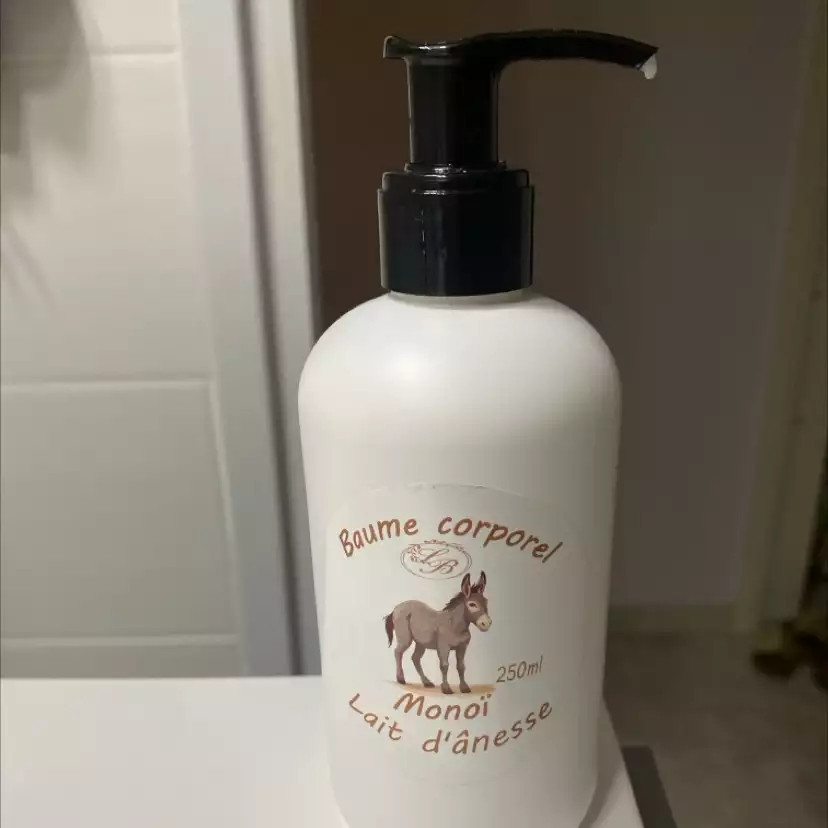 Baume corporel
LB
250ml
Monoï
Lait d'ânesse